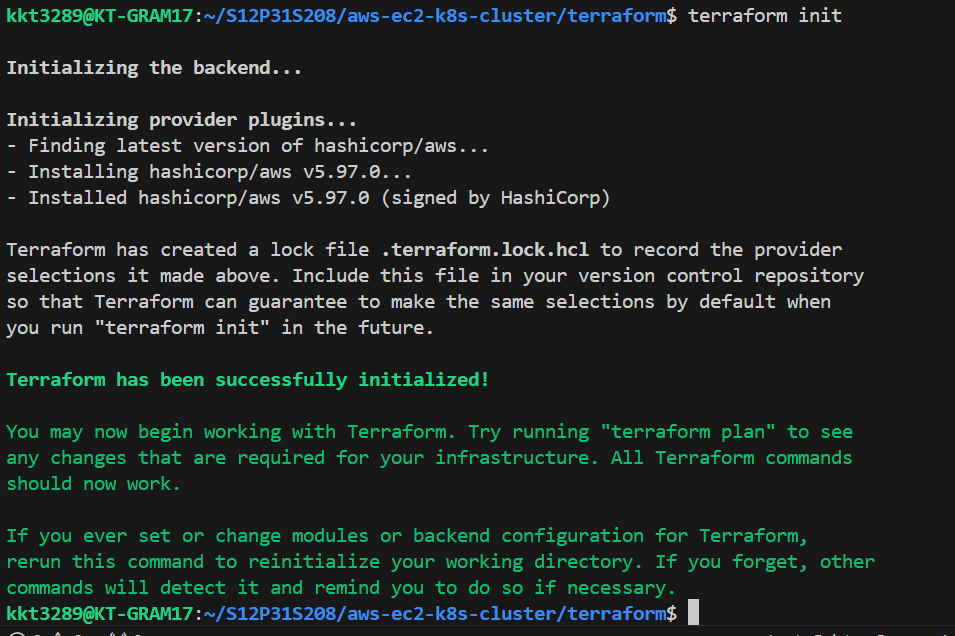 kkt3289@KT-GRAM17:~/S12P31S208/aws-ec2-k8s-cluster/terraform$ terraform init
Initializing the backend...
Initializing provider plugins...
- Finding latest version of hashicorp/aws...
- Installing hashicorp/aws v5.97.0...
- Installed hashicorp/aws v5.97.0 (signed by HashiCorp)
Terraform has created a lock file .terraform.lock.hcl to record the provider
selections it made above. Include this file in your version control repository
so that Terraform can guarantee to make the same selections by default when
you run "terraform init" in the future.
Terraform has been successfully initialized!
You may now begin working with Terraform. Try running "terraform plan" to see
any changes that are required for your infrastructure. All Terraform commands
should now work.
If you ever set or change modules or backend configuration for Terraform,
rerun this command to reinitialize your working directory. If you forget, other
commands will detect it and remind you to do so if necessary.
kkt3289@KT-GRAM17:~/S12P31S208/aws-ec2-k8s-cluster/terraform$